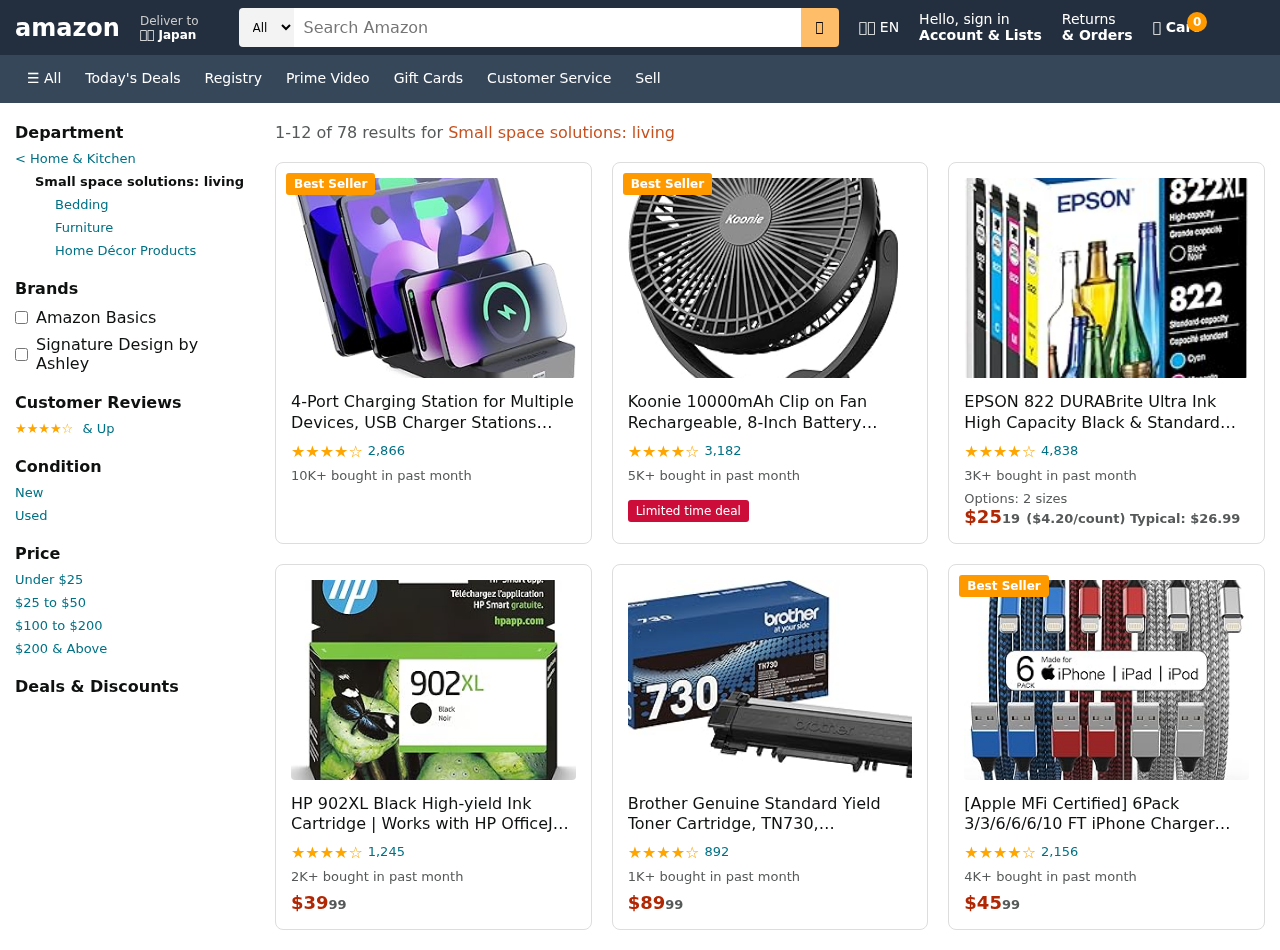 amazon
Deliver to
Japan
All
Search Amazon
EN
Hello, sign in
Account & Lists
Returns
& Orders
0
☰ All
Today's Deals
Registry
Prime Video
Gift Cards
Customer Service
Sell
Department
< Home & Kitchen
Small space solutions: living
Bedding
Furniture
Home Décor Products
Brands
Amazon Basics
Signature Design by
Ashley
Customer Reviews
★★★★☆ & Up
Condition
New
Used
Price
Under $25
$25 to $50
$100 to $200
$200 & Above
Deals & Discounts
1-12 of 78 results for Small space solutions: living
Best Seller
4-Port Charging Station for Multiple
Devices, USB Charger Stations…
★★★★☆ 2,866
10K+ bought in past month
Best Seller
Koonie
Koonie 10000mAh Clip on Fan
Rechargeable, 8-Inch Battery…
★★★★☆ 3,182
5K+ bought in past month
Limited time deal
EPSON
822XL
High-capacity
Grande capacité
Black
Noir
822
Standard-capacity
Capacité standard
Cyan
EPSON 822 DURABrite Ultra Ink
High Capacity Black & Standard…
★★★★☆ 4,838
3K+ bought in past month
Options: 2 sizes
$25 19 ($4.20/count) Typical: $26.99
hp
Téléchargez l'application
HP Smart gratuite.
hpapp.com
902XL
Black
Noir
HP 902XL Black High-yield Ink
Cartridge | Works with HP OfficeJ…
★★★★☆ 1,245
2K+ bought in past month
$39 99
730
brother
at your side
TN730
730
brother
Brother Genuine Standard Yield
Toner Cartridge, TN730,…
★★★★☆ 892
1K+ bought in past month
$89 99
Best Seller
6
PACK
Made for
iPhone | iPad | iPod
[Apple MFi Certified] 6Pack
3/3/6/6/6/10 FT iPhone Charger…
★★★★☆ 2,156
4K+ bought in past month
$45 99